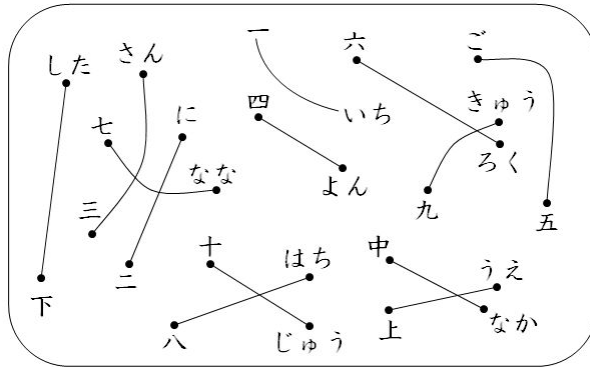 した
さん
一
六
ご
七
に
四
いち
きゅう
なな
よん
ろく
三
九
五
下
二
十
はち
中
うえ
八
じゅう
上
なか